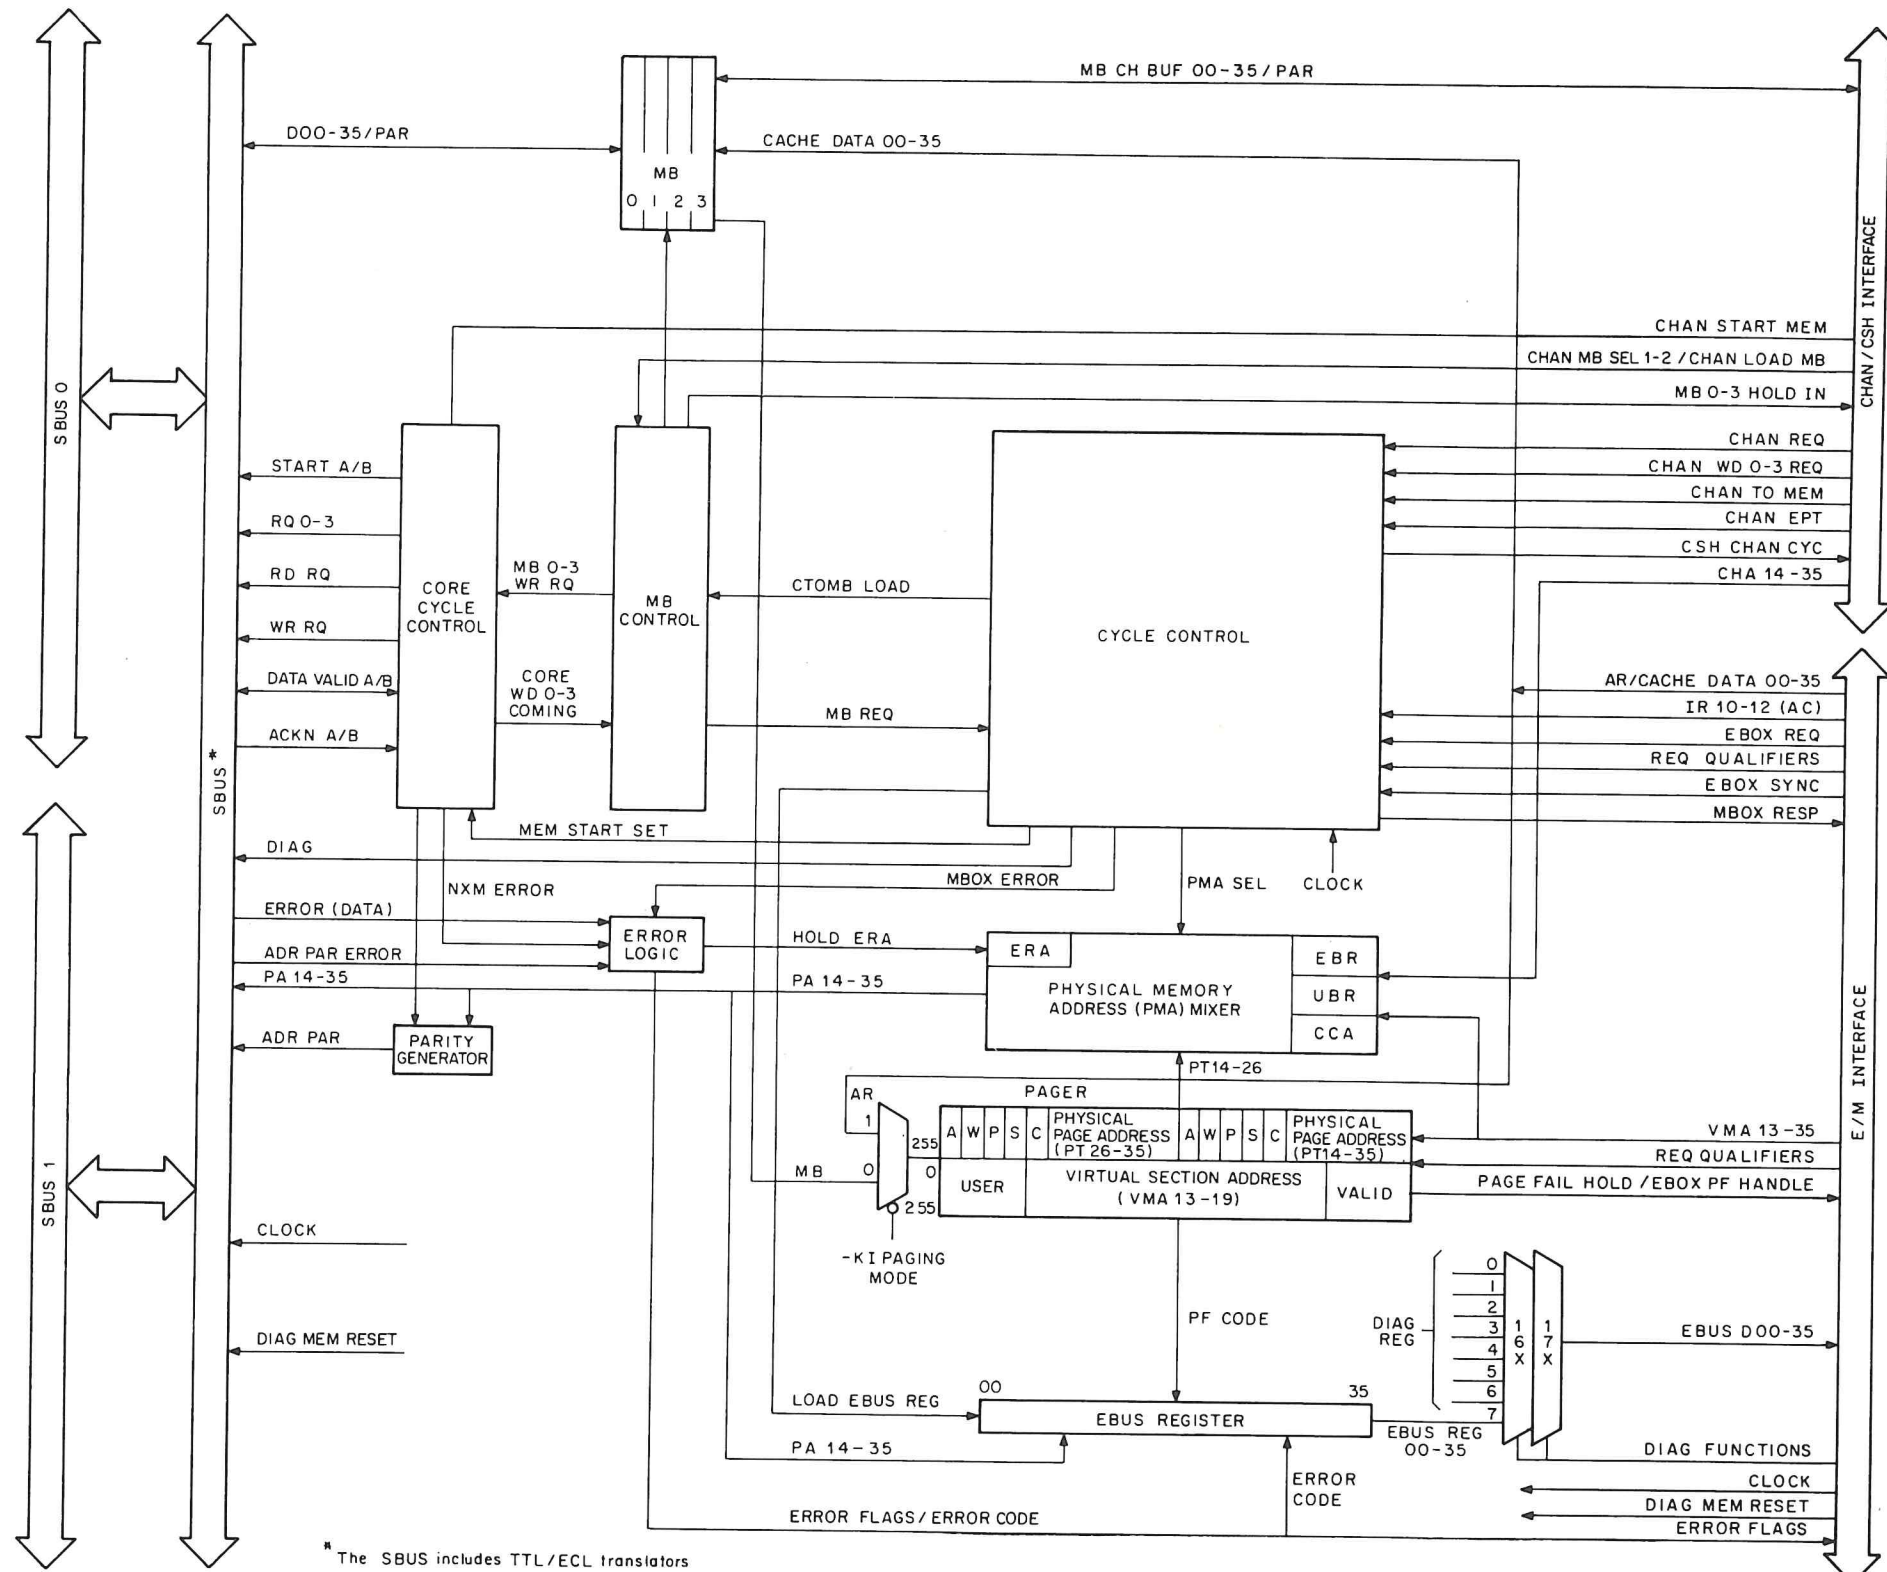 MB CH BUF 00-35/PAR
D00-35/PAR
CACHE DATA 00-35
MB
0 1 2 3
CHAN/CSH INTERFACE
CHAN START MEM
CHAN MB SEL 1-2/CHAN LOAD MB
MB 0-3 HOLD IN
SBUS 0
CHAN REQ
CHAN WD 0-3 REQ
CHAN TO MEM
CHAN EPT
CSH CHAN CYC
CHA 14-35
START A/B
RQ 0-3
RD RQ
WR RQ
DATA VALID A/B
ACKN A/B
CORE
CYCLE
CONTROL
MB 0-3
WR RQ
CORE
WD 0-3
COMING
MB
CONTROL
CTOMB LOAD
MB REQ
CYCLE CONTROL
AR/CACHE DATA 00-35
IR 10-12 (AC)
EBOX REQ
REQ QUALIFIERS
EBOX SYNC
MBOX RESP
SBUS *
MEM START SET
DIAG
NXM ERROR
MBOX ERROR
PMA SEL
CLOCK
ERROR (DATA)
ADR PAR ERROR
PA 14-35
ERROR
LOGIC
HOLD ERA
PA 14-35
ERA
PHYSICAL MEMORY
ADDRESS (PMA) MIXER
EBR
UBR
CCA
ADR PAR
PARITY
GENERATOR
PT14-26
PAGER
AR
1
0
MB
255
0
255
A W P S C
PHYSICAL
PAGE ADDRESS
(PT 26-35)
A W P S C
PHYSICAL
PAGE ADDRESS
(PT14-35)
USER
VIRTUAL SECTION ADDRESS
(VMA 13-19)
VALID
-KI PAGING
MODE
E/M INTERFACE
VMA 13-35
REQ QUALIFIERS
PAGE FAIL HOLD/EBOX PF HANDLE
SBUS 1
CLOCK
DIAG MEM RESET
PF CODE
DIAG
REG
0
1
2
3
4
5
6
7
16X
17X
EBUS D00-35
LOAD EBUS REG
00
35
EBUS REGISTER
EBUS REG
00-35
PA 14-35
ERROR
CODE
DIAG FUNCTIONS
CLOCK
DIAG MEM RESET
ERROR FLAGS
ERROR FLAGS/ERROR CODE
* The SBUS includes TTL/ECL translators